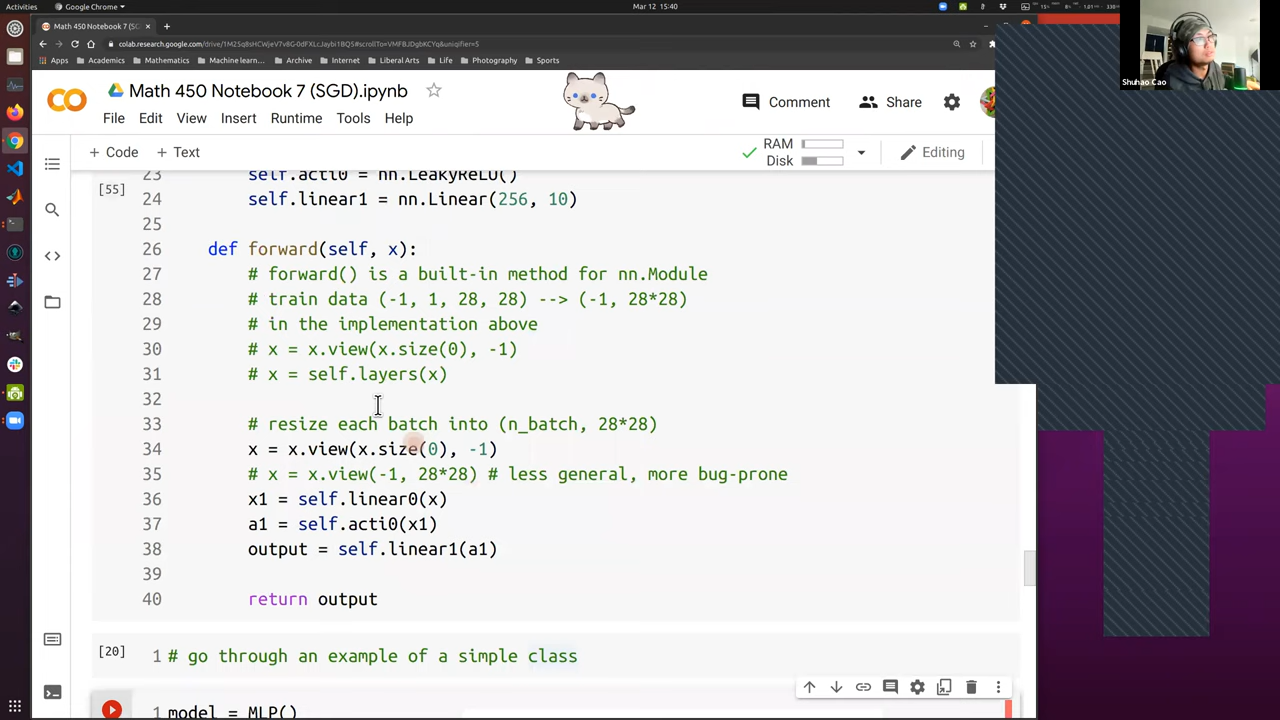 Activities
Google Chrome
Mar 12 15:40
Math 450 Notebook 7 (SGD).i
Apps
Academics
Mathematics
Machine learn...
Archive
Internet
Liberal Arts
Life
Photography
Sports
Shuhao Cao
Math 450 Notebook 7 (SGD).ipynb
File Edit View Insert Runtime Tools Help
Comment
Share
+ Code + Text
RAM
Disk
Editing
[55]
23 self.acti0 = nn.LeakyReLU()
24 self.linear1 = nn.Linear(256, 10)
25
26 def forward(self, x):
27 # forward() is a built-in method for nn.Module
28 # train data (-1, 1, 28, 28) --> (-1, 28*28)
29 # in the implementation above
30 # x = x.view(x.size(0), -1)
31 # x = self.layers(x)
32
33 # resize each batch into (n_batch, 28*28)
34 x = x.view(x.size(0), -1)
35 # x = x.view(-1, 28*28) # less general, more bug-prone
36 x1 = self.linear0(x)
37 a1 = self.acti0(x1)
38 output = self.linear1(a1)
39
40 return output
[20]
1 # go through an example of a simple class
1 model = MLP()